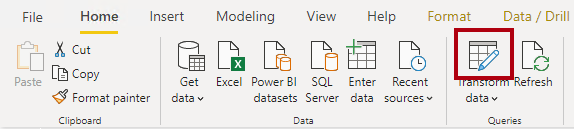 File Home Insert Modeling View Help Format Data / Drill
Paste
Cut
Copy
Format painter
Clipboard
Get data
Excel
Power BI datasets
SQL Server
Enter data
Recent sources
Data
Transform data
Refresh
Queries